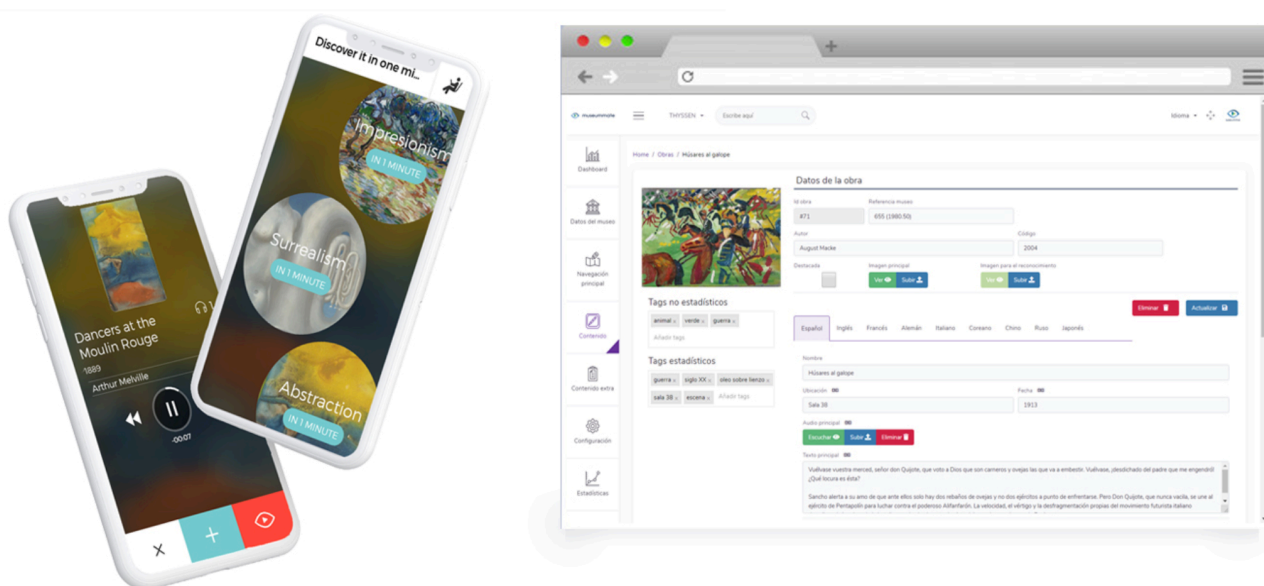 Discover it in one mi...
Impresionism
IN 1 MINUTE
Surrealism
IN 1 MINUTE
Abstraction
IN 1 MINUTE
Dancers at the
Moulin Rouge
1889
Arthur Melville
-00:07
museummate
THYSSEN
Escribe aquí
Idioma
Dashboard
Datos del museo
Navegación
principal
Contenido
Contenido extra
Configuración
Estadísticas
Home / Obras / Húsares al galope
Tags no estadísticos
animal x verde x guerra x
Añadir tags
Tags estadísticos
guerra x siglo XX x oleo sobre lienzo x
sala 38 x escena x Añadir tags
Datos de la obra
Id obra Referencia museo
471 655 (1980.50)
Autor Código
August Macke 2004
Destacada Imagen principal Imagen para el reconocimiento
Ver Subir Ver Subir
Eliminar Actualizar
Español Inglés Francés Alemán Italiano Coreano Chino Ruso Japonés
Nombre
Húsares al galope
Ubicación Fecha
Sala 38 1913
Audio principal
Escuchar Subir Eliminar
Texto principal
Vuélvase vuestra merced, señor don Quijote, que voto a Dios que son carneros y ovejas las que va a embestir. Vuélvase, ¡desdichado del padre que me engendró!
¿Qué locura es ésta?
Sancho alerta a su amo de que ante ellos solo hay dos rebaños de ovejas y no dos ejércitos a punto de enfrentarse. Pero Don Quijote, que nunca vacila, se une al
ejército de Pentapolín para luchar contra el poderoso Alifanfarón. La velocidad, el vértigo y la desfragmentación propias del movimiento futurista italiano